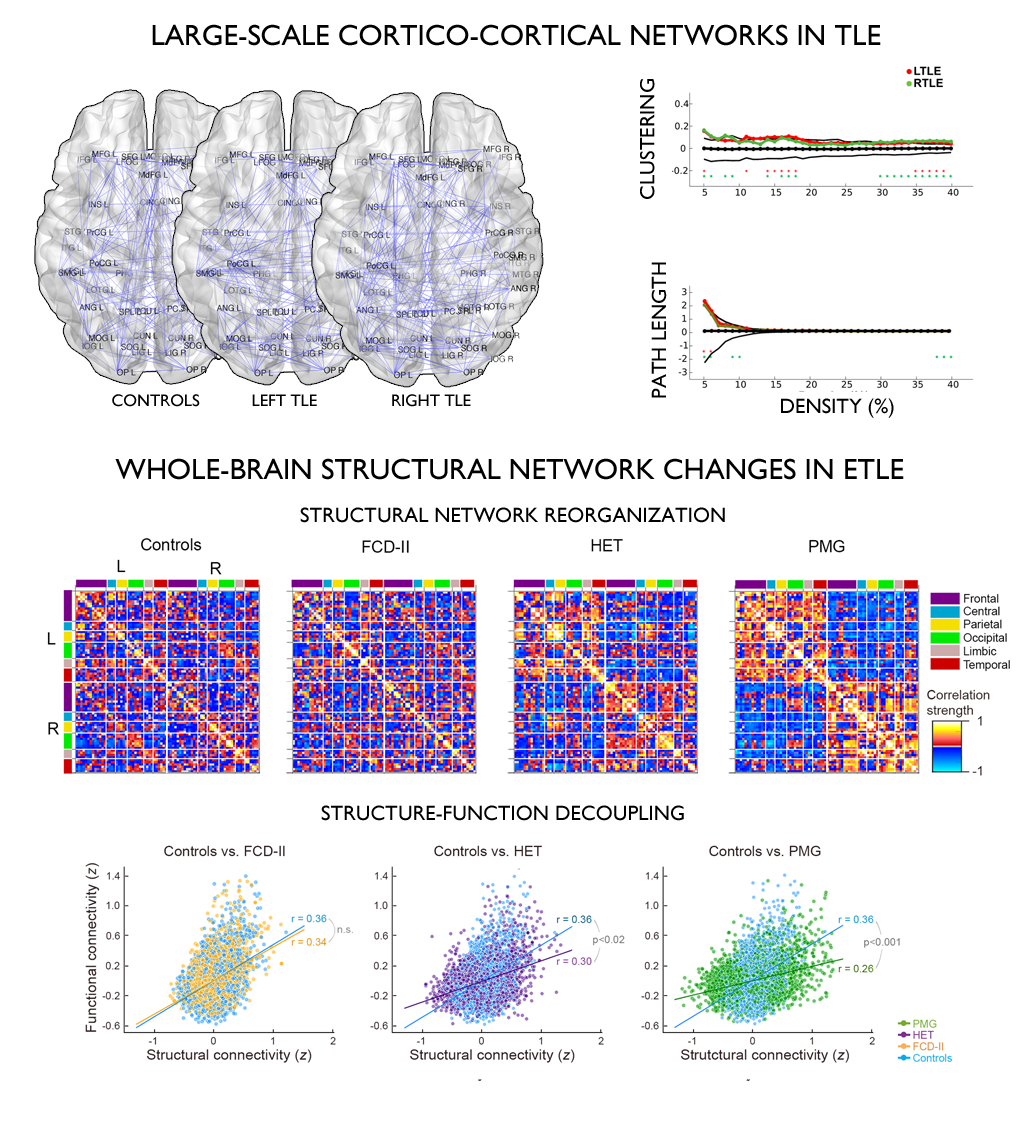 LARGE-SCALE CORTICO-CORTICAL NETWORKS IN TLE
CONTROLS
LEFT TLE
RIGHT TLE
MFG L
IFG L
SFG L
LFOC
MdFG L
INS L
STG
PrCG L
ITG L
PoCG L
SMG L
LOTG L
ANG L
MOG L
IOG L
SOG L
CUN L
LIG L
OP L
CUN R
LIG R
SOG R
OP R
MFG R
IFG R
SFG R
INS R
PrCG R
STG R
PHG R
MTG R
ANG R
LOTG R
MOG R
IOG R
LTLE
RTLE
CLUSTERING
0.4
0.2
0
-0.2
5 10 15 20 25 30 35 40
PATH LENGTH
3
2
1
0
-1
-2
-3
5 10 15 20 25 30 35 40
DENSITY (%)
WHOLE-BRAIN STRUCTURAL NETWORK CHANGES IN ETLE
STRUCTURAL NETWORK REORGANIZATION
Controls
FCD-II
HET
PMG
L
R
L
R
Frontal
Central
Parietal
Occipital
Limbic
Temporal
Correlation
strength
1
-1
STRUCTURE-FUNCTION DECOUPLING
Controls vs. FCD-II
Functional connectivity (z)
1.4
1.0
0.6
0.2
-0.2
-0.6
r = 0.36
r = 0.34
n.s.
-1 0 1 2
Structural connectivity (z)
Controls vs. HET
1.4
1.0
0.6
0.2
-0.2
-0.6
r = 0.36
p<0.02
r = 0.30
-1 0 1 2
Structural connectivity (z)
Controls vs. PMG
1.4
1.0
0.6
0.2
-0.2
-0.6
r = 0.36
p<0.001
r = 0.26
-1 0 1 2
Strutctural connectivity (z)
PMG
HET
FCD-II
Controls